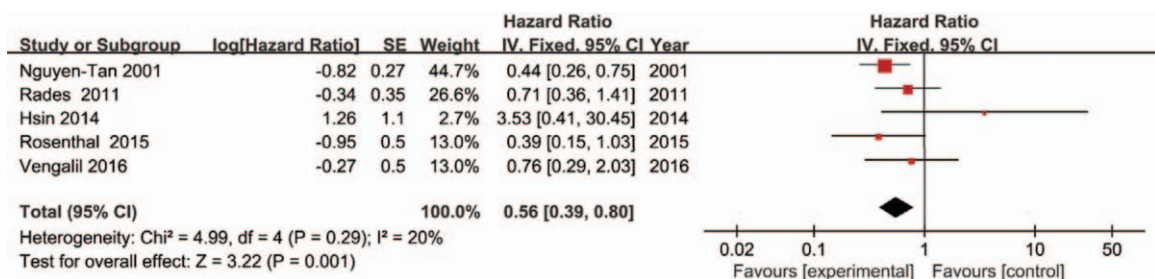 Hazard Ratio Hazard Ratio
Study or Subgroup log[Hazard Ratio] SE Weight IV. Fixed. 95% CI Year IV. Fixed. 95% CI
Nguyen-Tan 2001 -0.82 0.27 44.7% 0.44 [0.26, 0.75] 2001
Rades 2011 -0.34 0.35 26.6% 0.71 [0.36, 1.41] 2011
Hsin 2014 1.26 1.1 2.7% 3.53 [0.41, 30.45] 2014
Rosenthal 2015 -0.95 0.5 13.0% 0.39 [0.15, 1.03] 2015
Vengalil 2016 -0.27 0.5 13.0% 0.76 [0.29, 2.03] 2016
Total (95% CI) 100.0% 0.56 [0.39, 0.80]
Heterogeneity: Chi² = 4.99, df = 4 (P = 0.29); I² = 20%
Test for overall effect: Z = 3.22 (P = 0.001)
0.02 0.1 1 10 50
Favours [experimental] Favours [control]